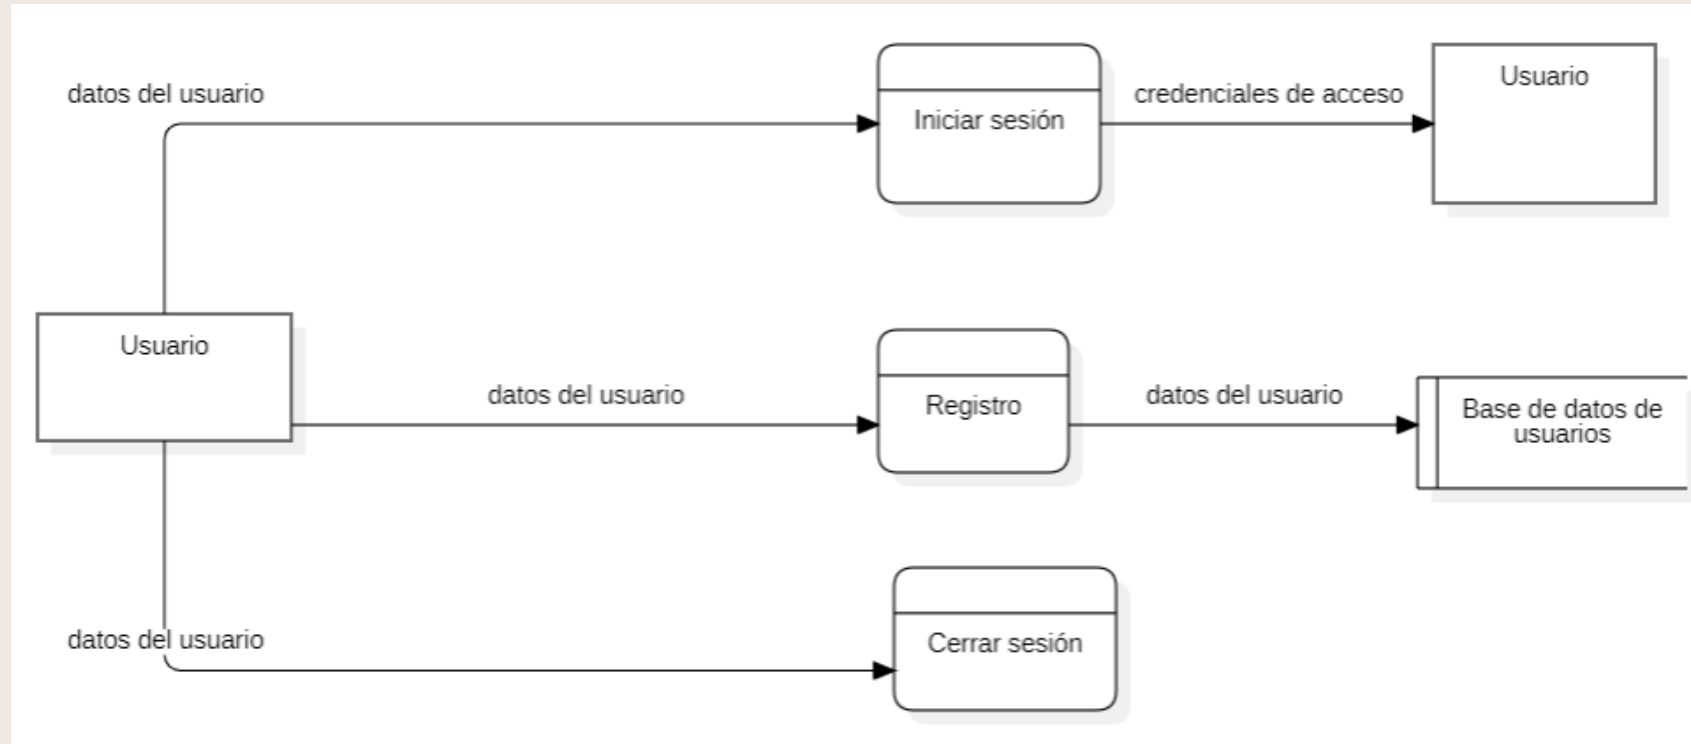 datos del usuario
Iniciar sesión
credenciales de acceso
Usuario
Usuario
datos del usuario
Registro
datos del usuario
Base de datos de
usuarios
datos del usuario
Cerrar sesión